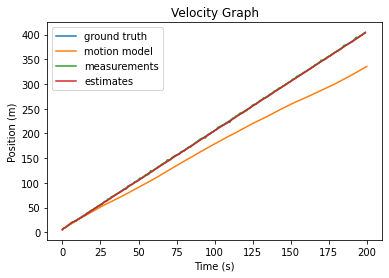 Velocity Graph
ground truth
motion model
measurements
estimates
Position (m)
400
350
300
250
200
150
100
50
0
0 25 50 75 100 125 150 175 200
Time (s)